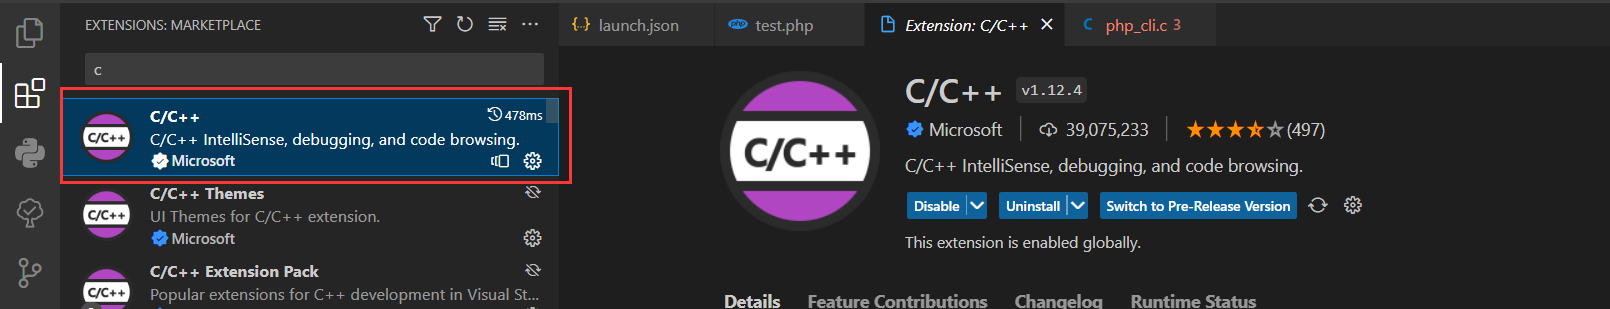 EXTENSIONS: MARKETPLACE
c
C/C++
478ms
C/C++ IntelliSense, debugging, and code browsing.
Microsoft
C/C++
C/C++ Themes
UI Themes for C/C++ extension.
Microsoft
C/C++
C/C++ Extension Pack
Popular extensions for C++ development in Visual St...
C/C++
{..} launch.json
php test.php
Extension: C/C++
C php_cli.c 3
C/C++
C/C++ v1.12.4
Microsoft 39,075,233 (497)
C/C++ IntelliSense, debugging, and code browsing.
Disable Uninstall Switch to Pre-Release Version
This extension is enabled globally.
Details Feature Contributions Changelog Runtime Status